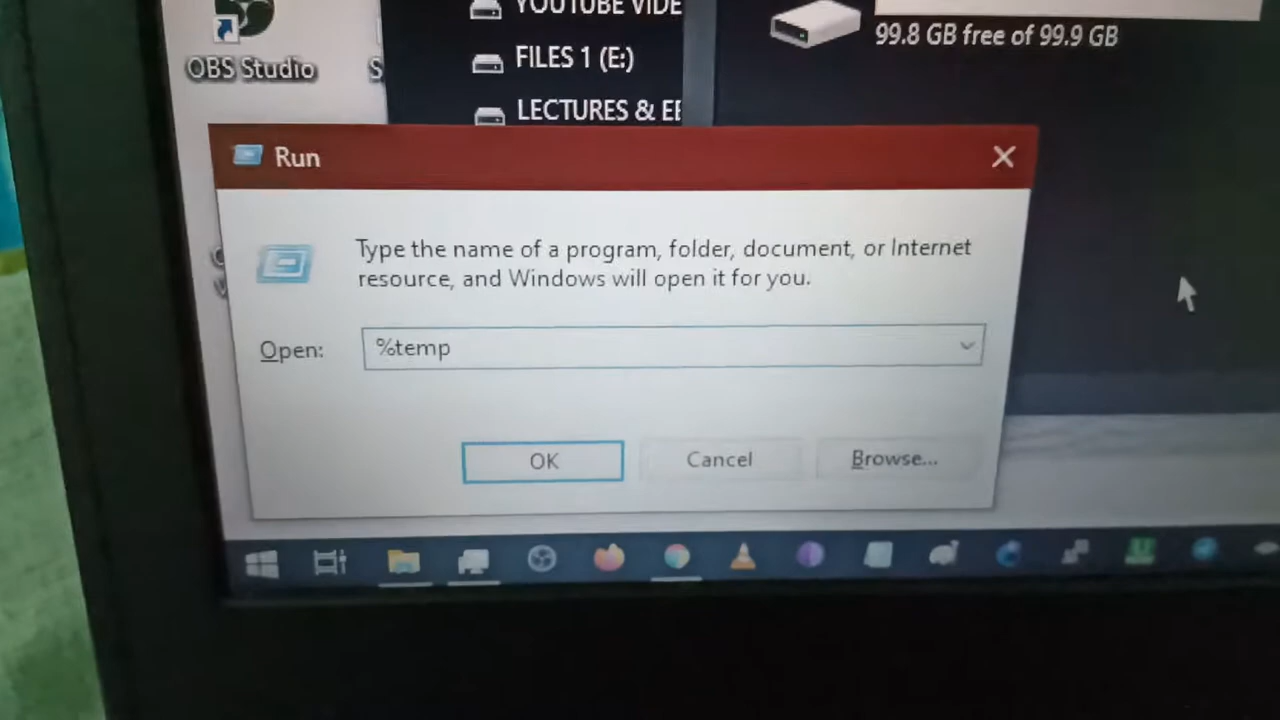 YOUTUBE VIDE
99.8 GB free of 99.9 GB
OBS Studio
S
FILES 1 (E:)
LECTURES & EE
Run
Type the name of a program, folder, document, or Internet
resource, and Windows will open it for you.
Open:
%temp
OK
Cancel
Browse...